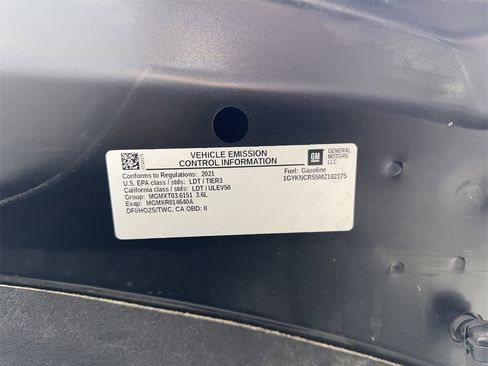 VEHICLE EMISSION
CONTROL INFORMATION
GM
GENERAL
MOTORS
LLC
Conforms to Regulations: 2021
Fuel: Gasoline
U.S. EPA class / stds: LDT / TIER3
1GYKNCRS5MZ182175
California class / stds: LDT / ULEV50
Group: MGMXT03.6151 3.6L
Evap: MGMXR014640A
DFI/HO2S/TWC, CA OBD: II